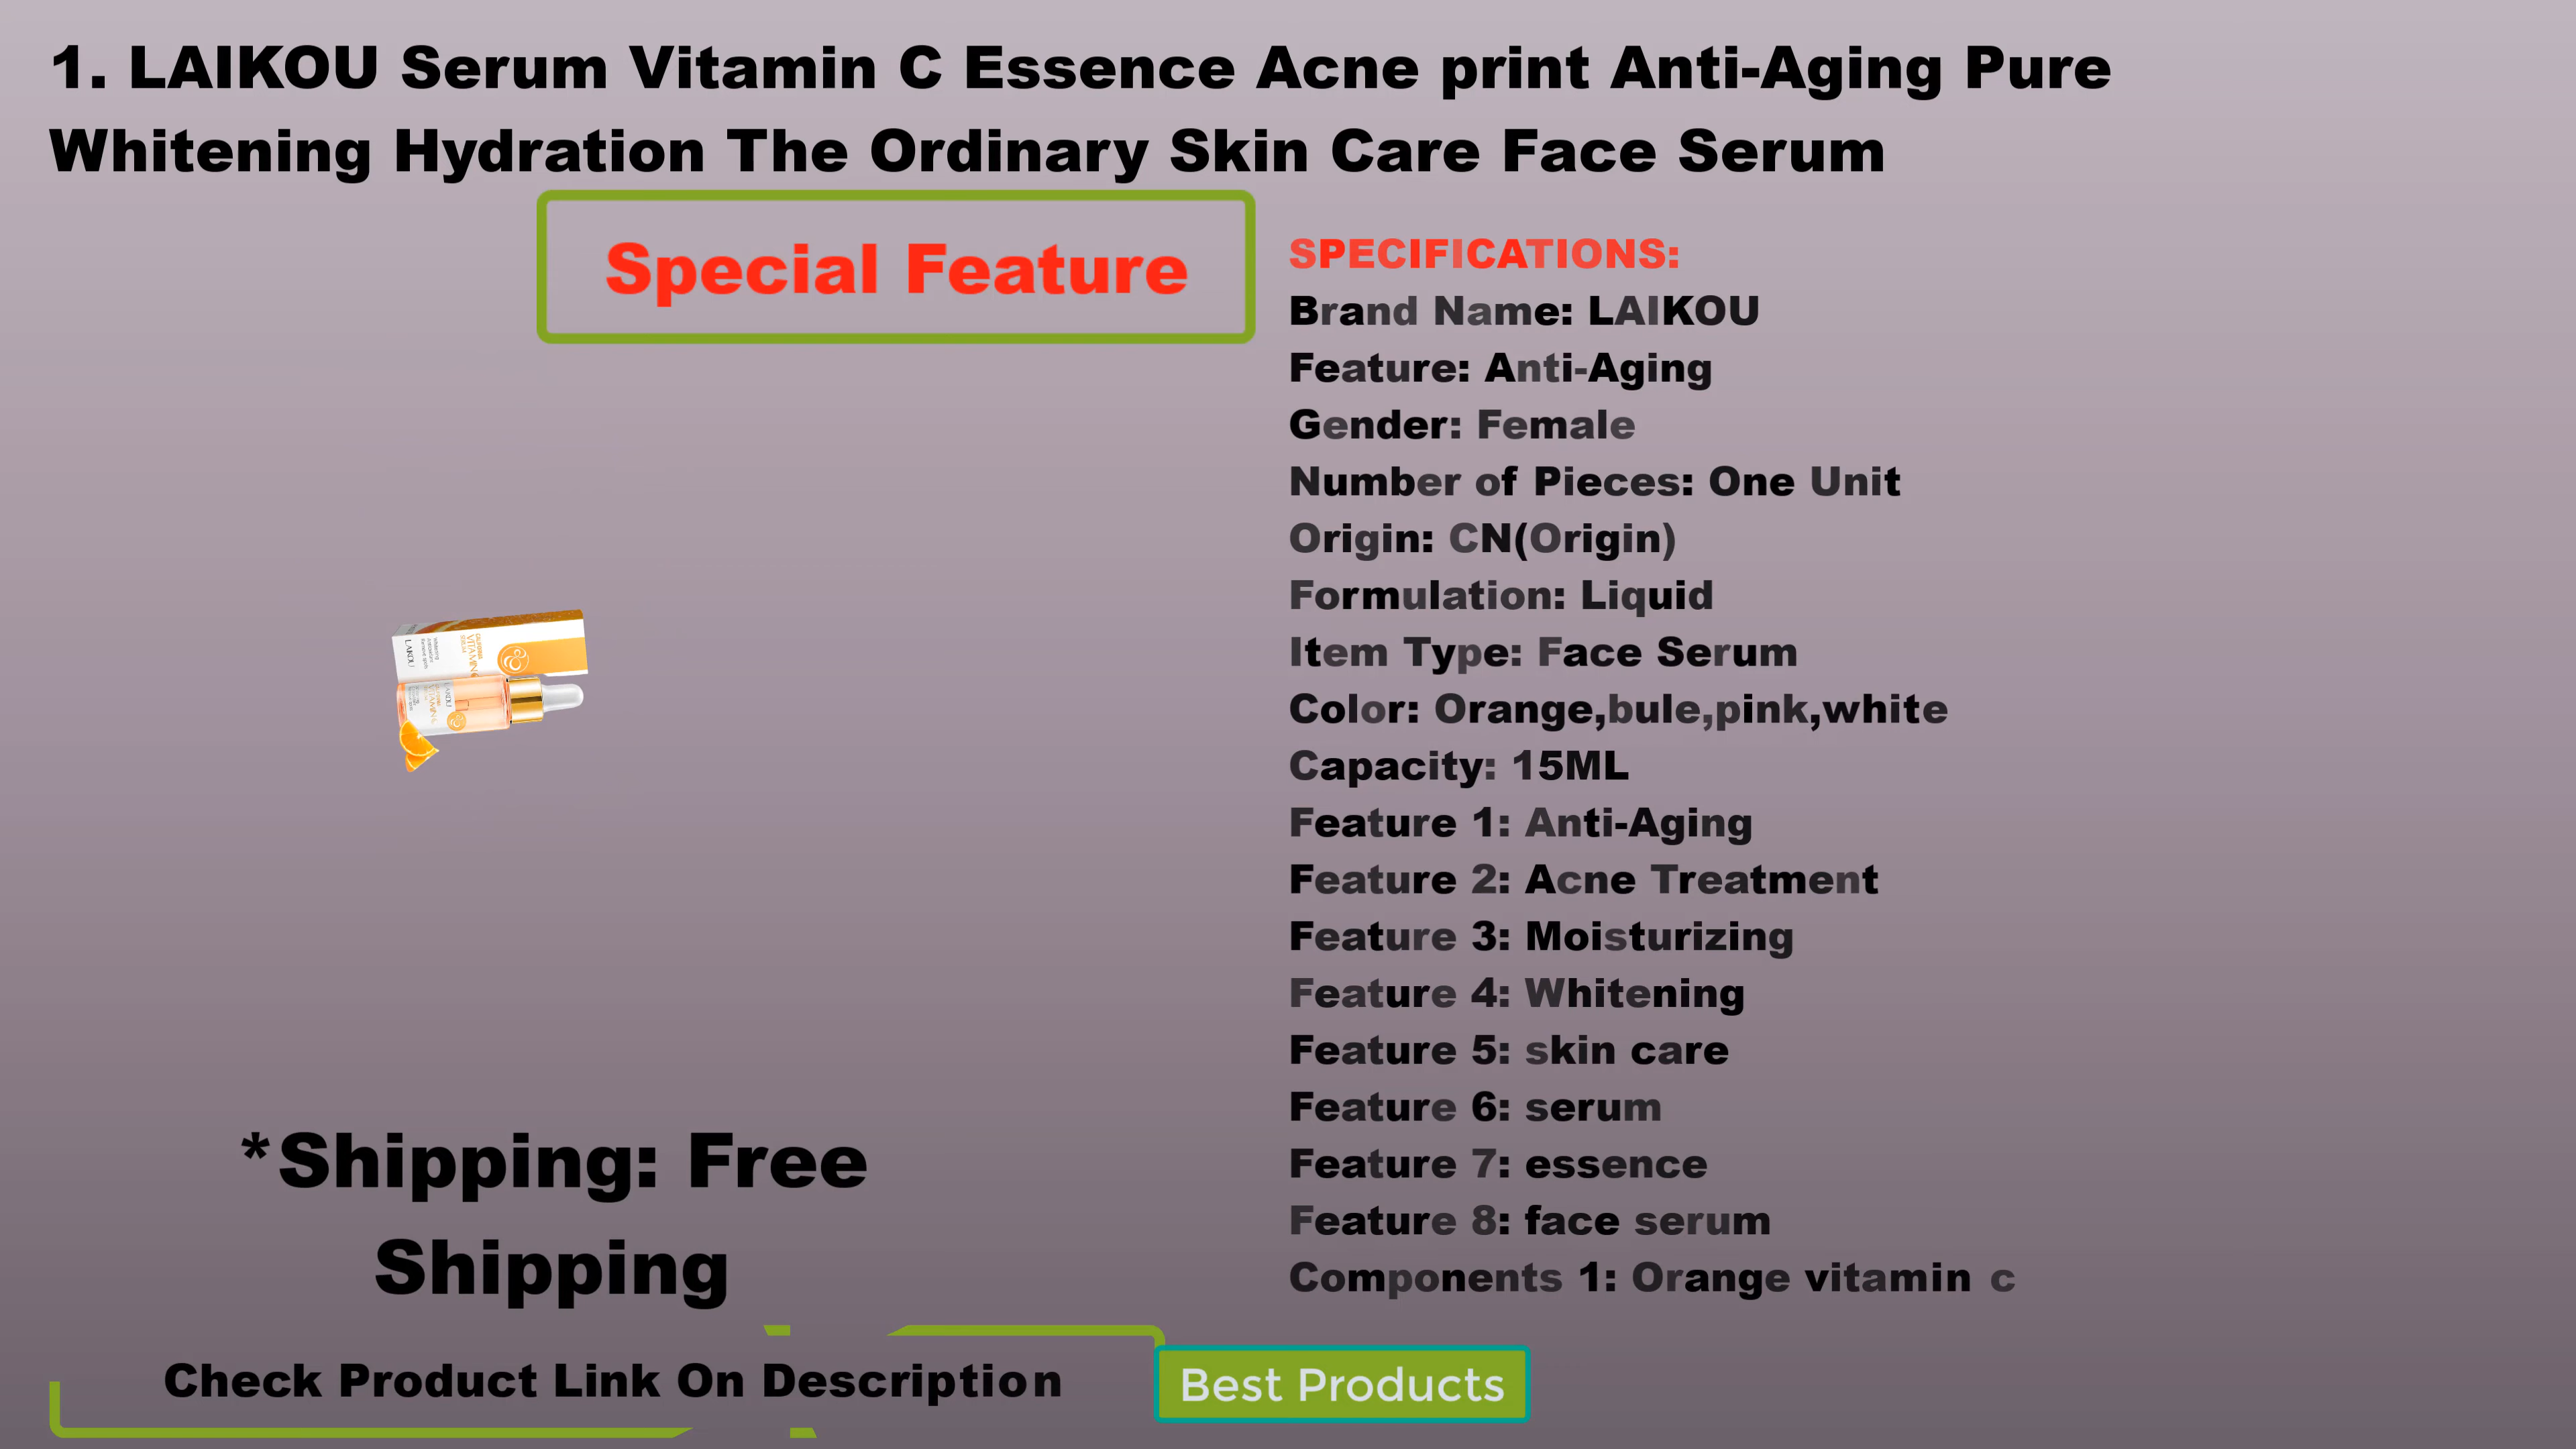 1. LAIKOU Serum Vitamin C Essence Acne print Anti-Aging Pure
Whitening Hydration The Ordinary Skin Care Face Serum
Special Feature
SPECIFICATIONS:
Brand Name: LAIKOU
Feature: Anti-Aging
Gender: Female
Number of Pieces: One Unit
Origin: CN(Origin)
Formulation: Liquid
Item Type: Face Serum
Color: Orange,bule,pink,white
Capacity: 15ML
Feature 1: Anti-Aging
Feature 2: Acne Treatment
Feature 3: Moisturizing
Feature 4: Whitening
Feature 5: skin care
Feature 6: serum
Feature 7: essence
Feature 8: face serum
Components 1: Orange vitamin c
LAIKOU
VITAMIN C
*Shipping: Free
Shipping
Check Product Link On Description
Best Products